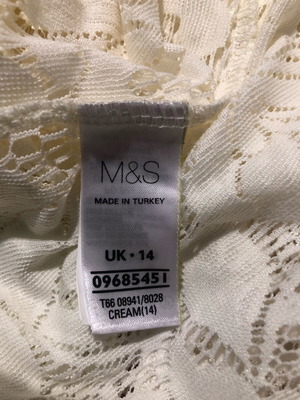 M&S
MADE IN TURKEY
UK • 14
09685451
T66 08941/8028
CREAM(14)